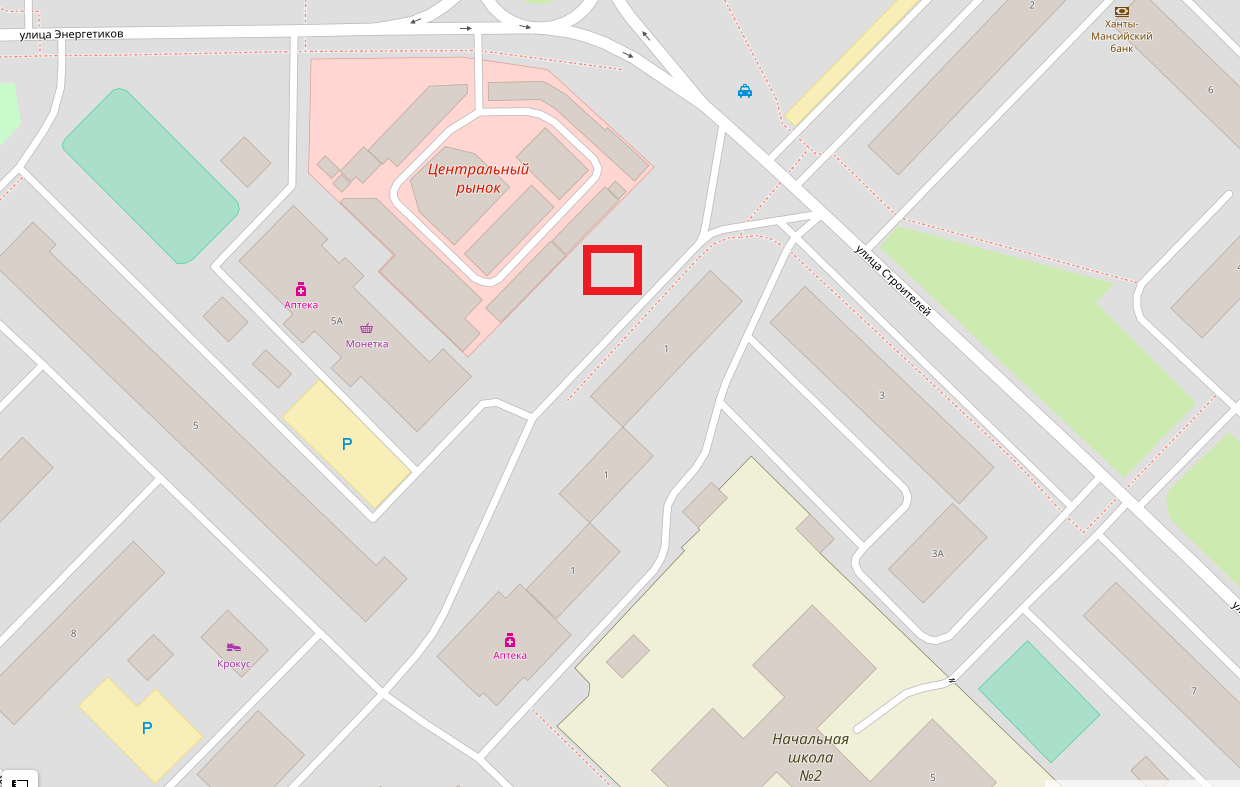 улица Энергетиков
2
Ханты-
Мансийский
банк
6
Центральный
рынок
улица Строителей
Аптека
5А
Монетка
1
3
5
P
1
1
3А
8
Крокус
Аптека
7
P
Начальная
школа
№2
5